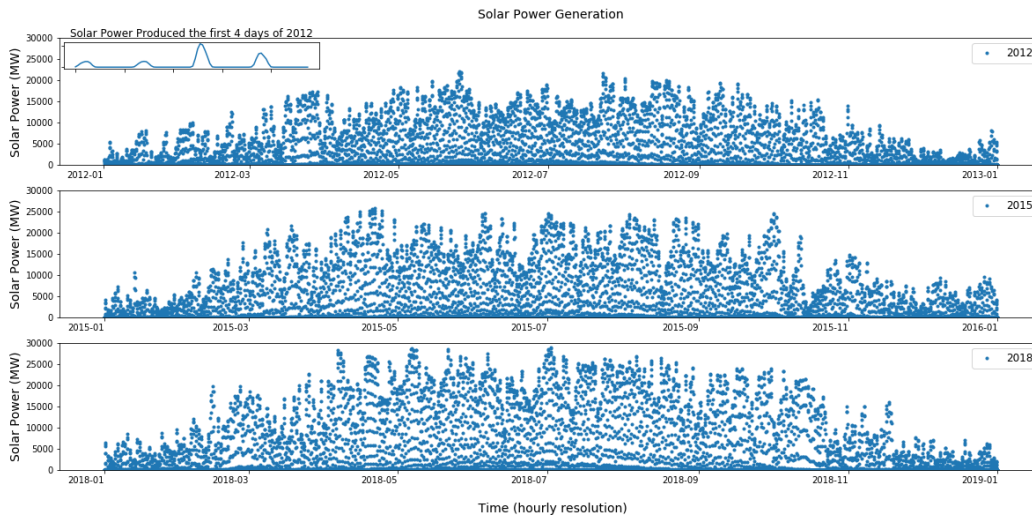 Solar Power Generation
Solar Power Produced the first 4 days of 2012
Solar Power (MW)
30000
25000
20000
15000
10000
5000
0
2012
2012-01 2012-03 2012-05 2012-07 2012-09 2012-11 2013-01
Solar Power (MW)
30000
25000
20000
15000
10000
5000
0
2015
2015-01 2015-03 2015-05 2015-07 2015-09 2015-11 2016-01
Solar Power (MW)
30000
25000
20000
15000
10000
5000
0
2018
2018-01 2018-03 2018-05 2018-07 2018-09 2018-11 2019-01
Time (hourly resolution)